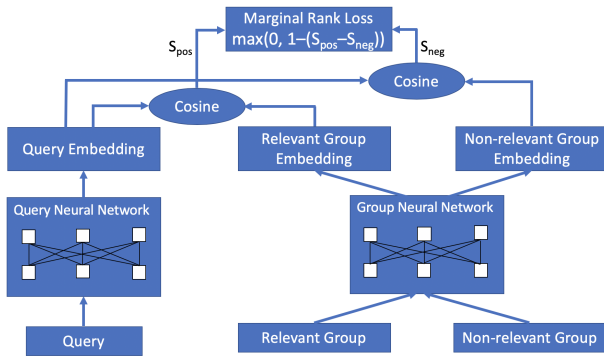 Marginal Rank Loss
max(0, 1–(Spos–Sneg))
Spos
Sneg
Cosine
Cosine
Query Embedding
Relevant Group
Embedding
Non-relevant Group
Embedding
Query Neural Network
Group Neural Network
Query
Relevant Group
Non-relevant Group